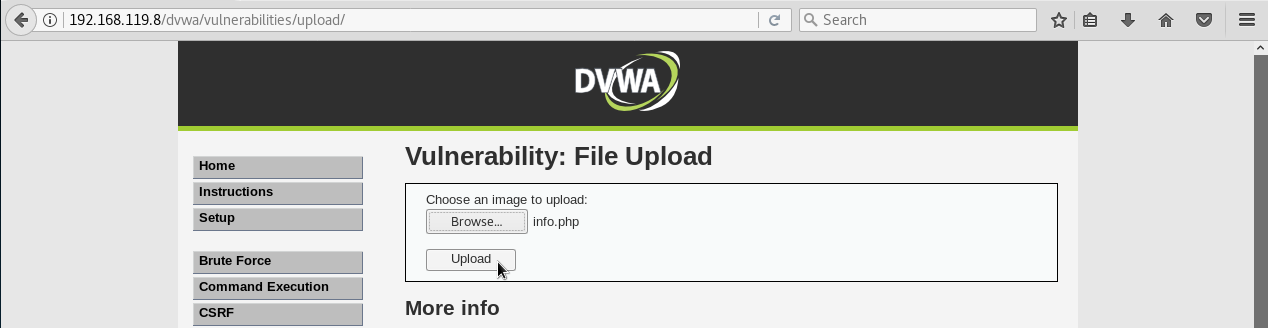 192.168.119.8/dvwa/vulnerabilities/upload/
Search
DVWA
Home
Instructions
Setup
Brute Force
Command Execution
CSRF
Vulnerability: File Upload
Choose an image to upload:
Browse... info.php
Upload
More info